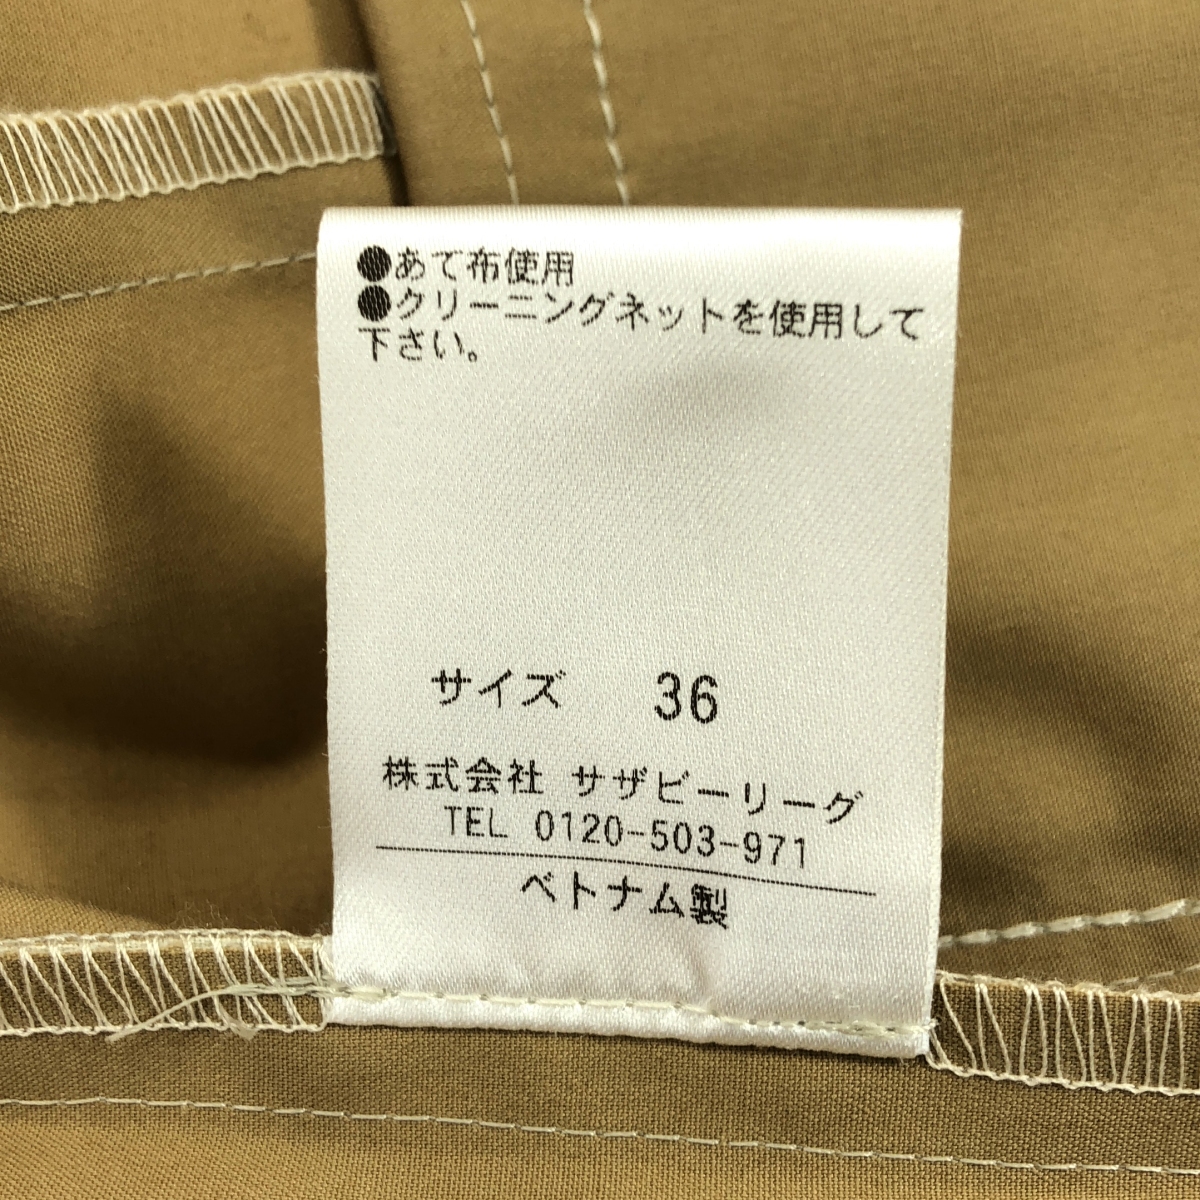 ●あて布使用
●クリーニングネットを使用して
下さい。
サイズ 36
株式会社 サザビーリーグ
TEL 0120-503-971
ベトナム製